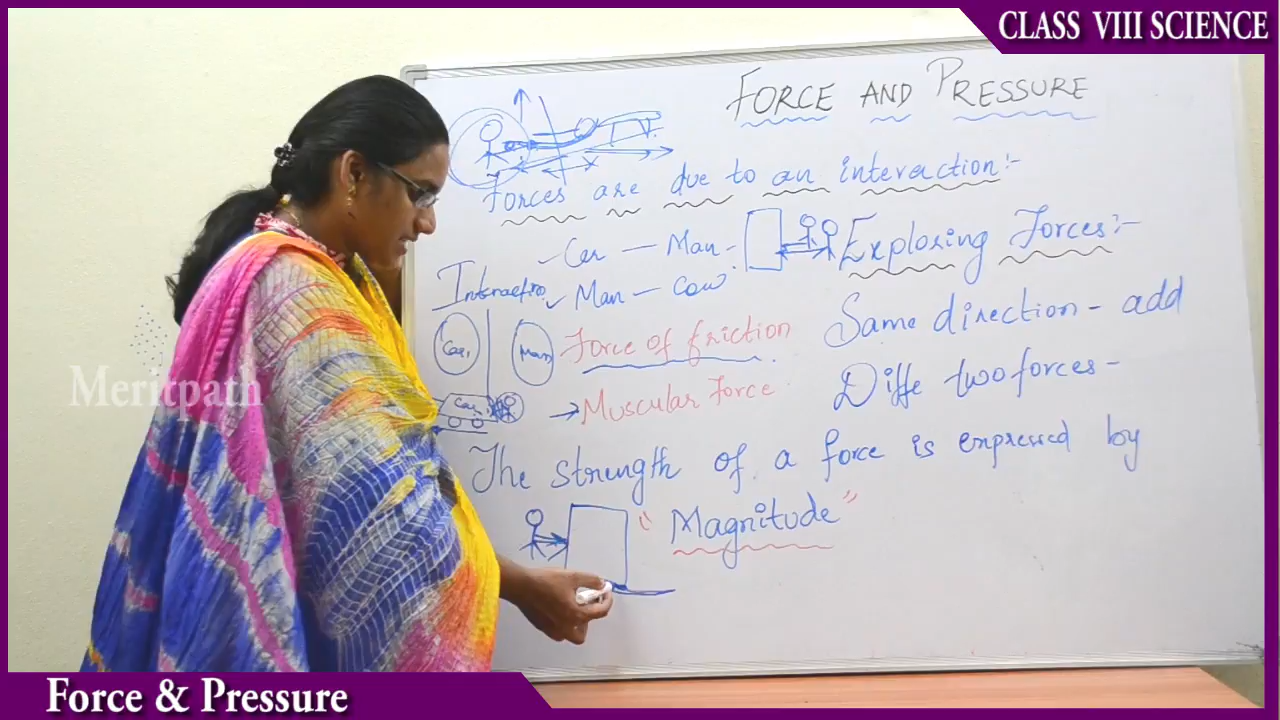 CLASS VIII SCIENCE
FORCE AND PRESSURE
Forces are due to an interaction:-
Car - Man -
Exploring Forces:-
Interactio
Man - Cow
Car
Man
Force of friction
Same direction - add
Car
Muscular Force
Diffe two forces -
The strength of a force is expressed by
"Magnitude"
Meritpath
Force & Pressure